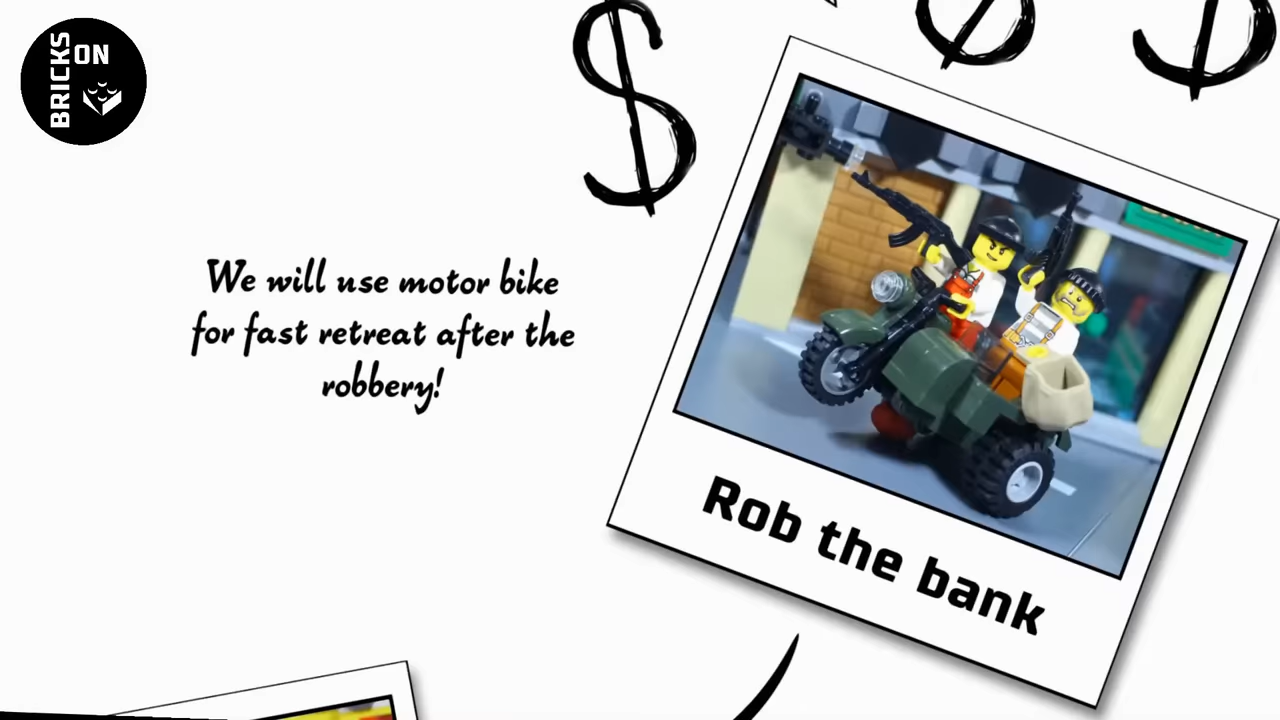 BRICKS
ON
We will use motor bike
for fast retreat after the
robbery!
Rob the bank